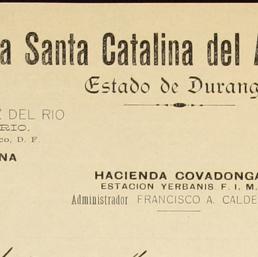 a Santa Catalina del A
Estado de Durang
Z DEL RIO
RIO.
co, D. F.
NA
HACIENDA COVADONGA
ESTACION YERBANIS F. I. M.
Administrador FRANCISCO A. CALDE